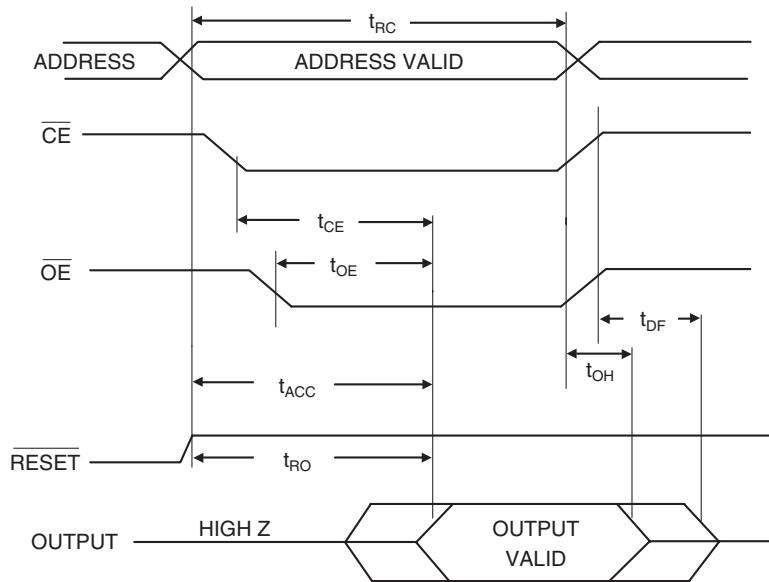 tRC
ADDRESS ADDRESS VALID
CE
tCE
tOE
OE
tDF
tOH
tACC
RESET
tRO
OUTPUT HIGH Z OUTPUT
VALID